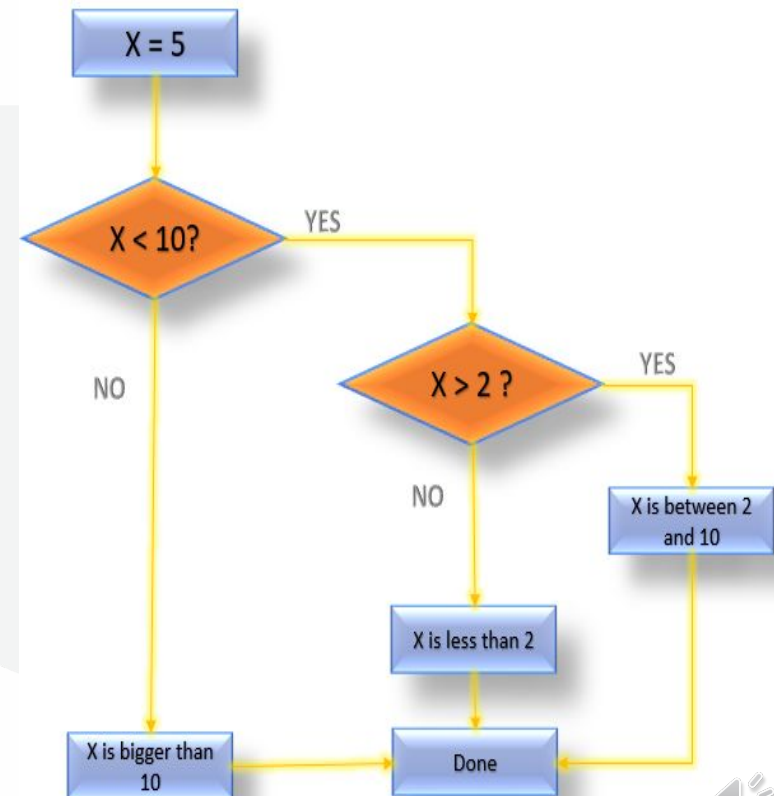 X = 5
X < 10?
YES
NO
X > 2 ?
YES
NO
X is between 2
and 10
X is less than 2
X is bigger than
10
Done